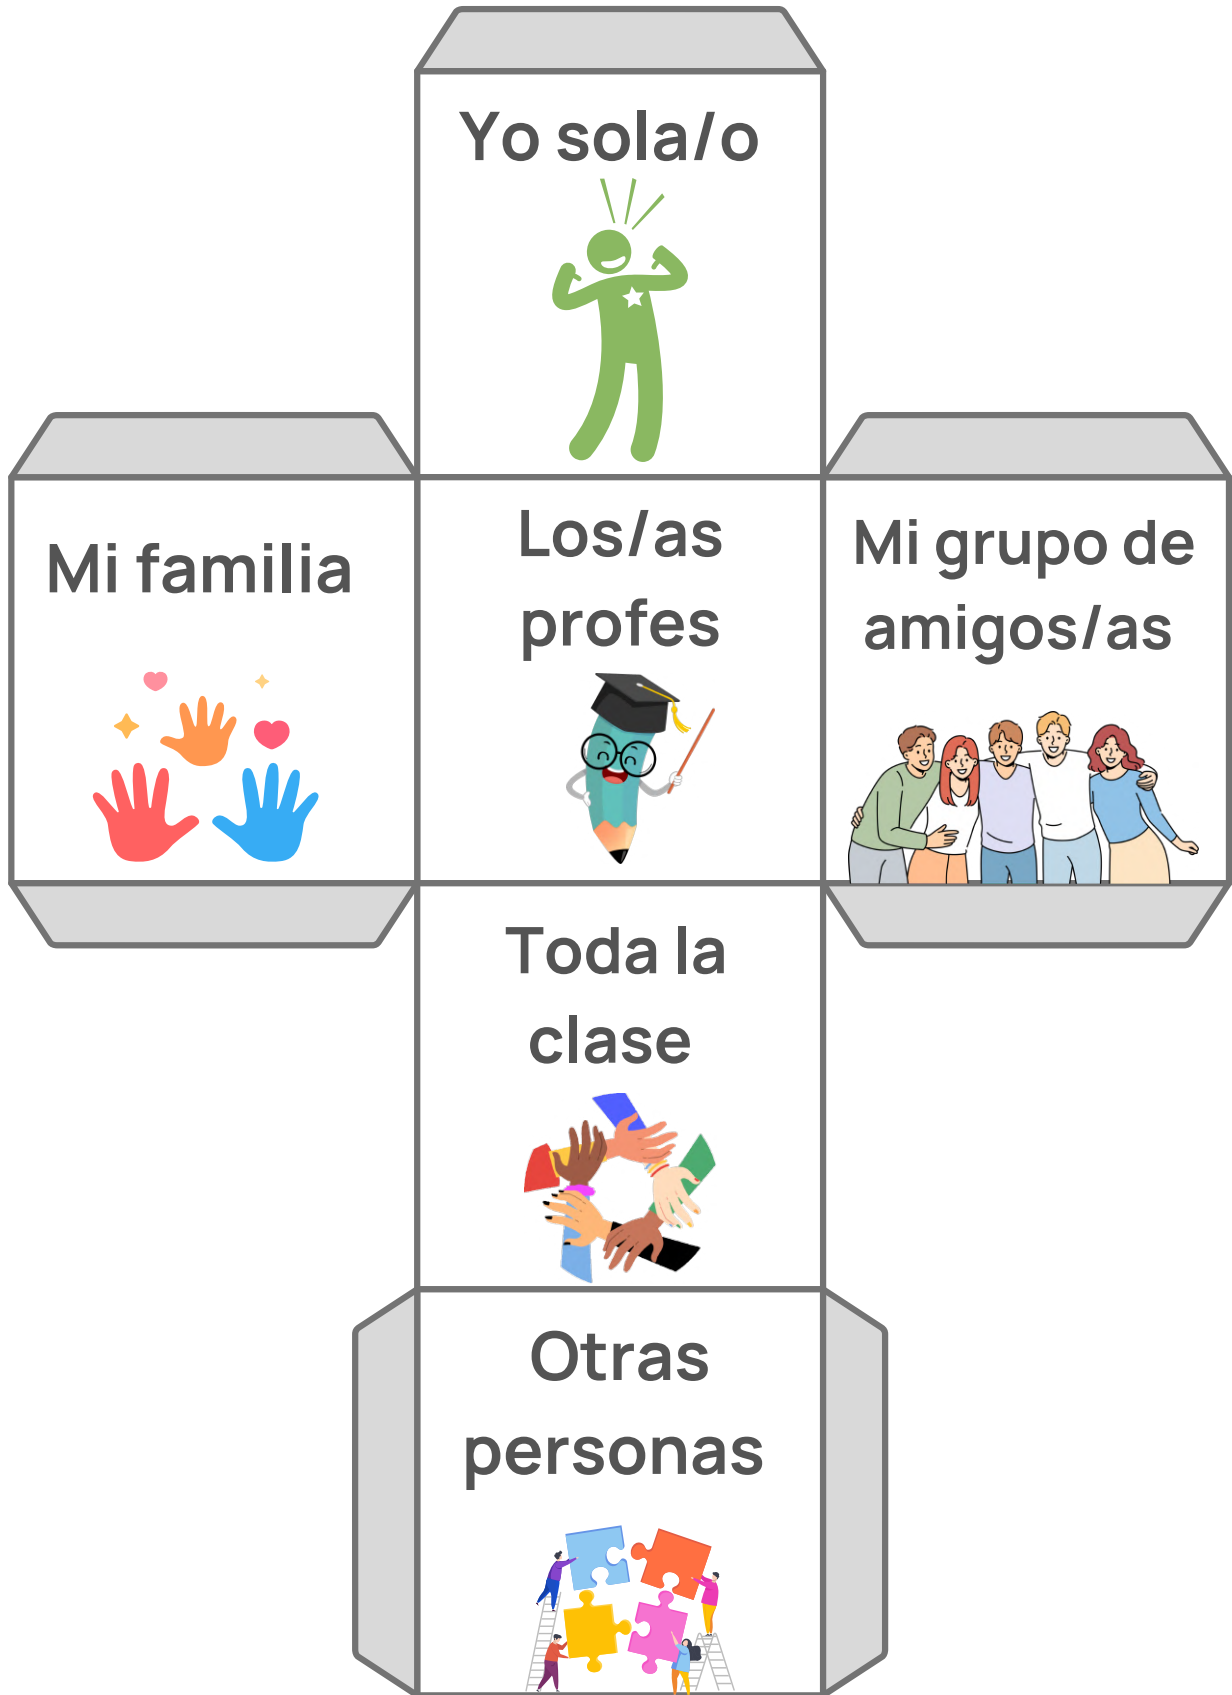 Yo sola/o
Mi familia
Los/as
profes
Mi grupo de
amigos/as
Toda la
clase
Otras
personas